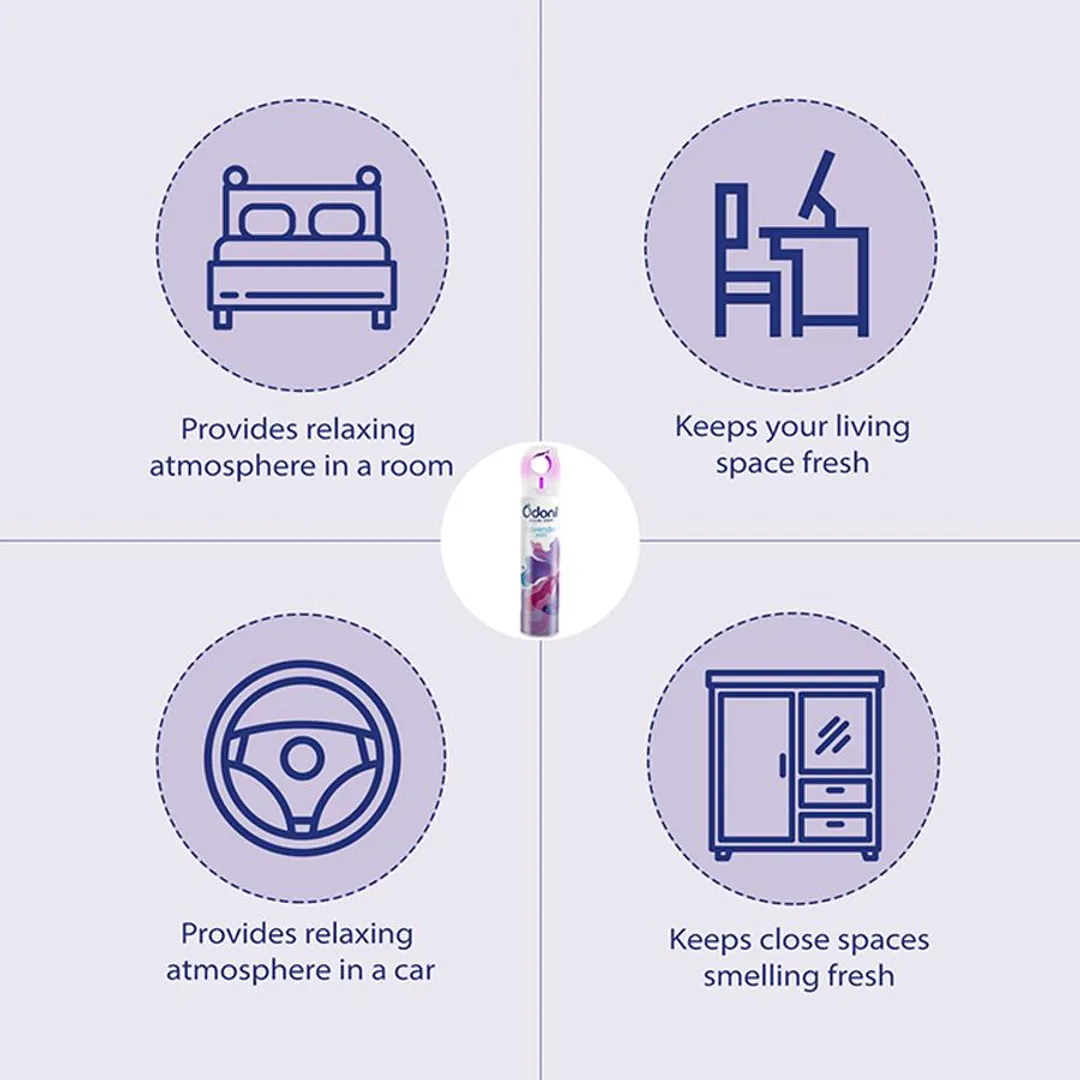 Provides relaxing
atmosphere in a room
Keeps your living
space fresh
Odonil
Provides relaxing
atmosphere in a car
Keeps close spaces
smelling fresh